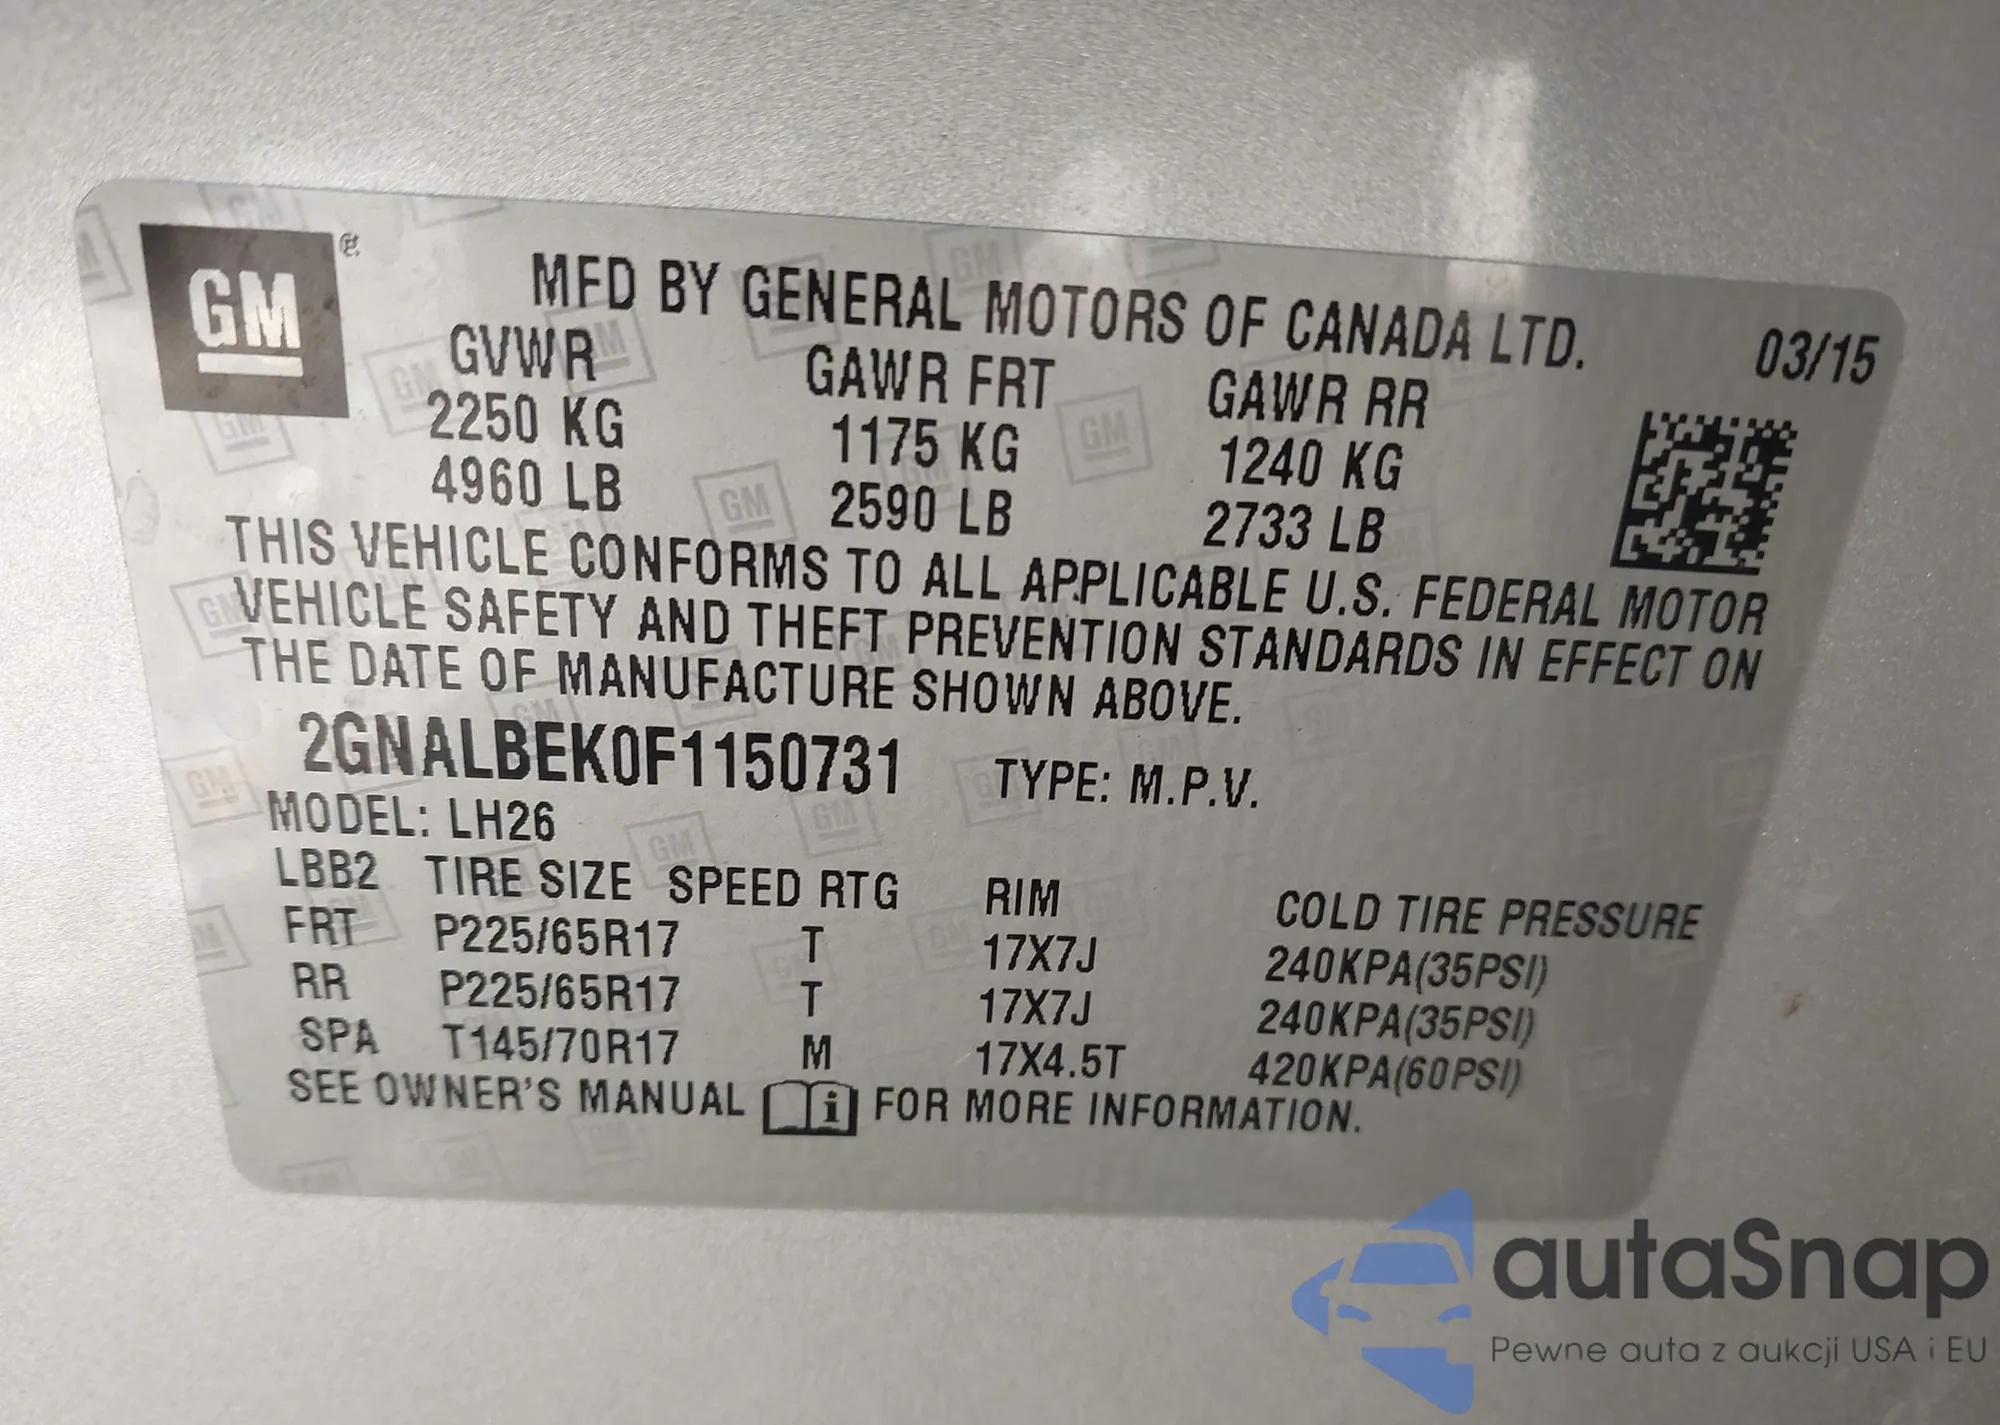 GM ®
MFD BY GENERAL MOTORS OF CANADA LTD.
03/15
GVWR GAWR FRT GAWR RR
2250 KG 1175 KG 1240 KG
4960 LB 2590 LB 2733 LB
THIS VEHICLE CONFORMS TO ALL APPLICABLE U.S. FEDERAL MOTOR
VEHICLE SAFETY AND THEFT PREVENTION STANDARDS IN EFFECT ON
THE DATE OF MANUFACTURE SHOWN ABOVE.
2GNALBEK0F1150731 TYPE: M.P.V.
MODEL: LH26
LBB2 TIRE SIZE SPEED RTG RIM COLD TIRE PRESSURE
FRT P225/65R17 T 17X7J 240KPA(35PSI)
RR P225/65R17 T 17X7J 240KPA(35PSI)
SPA T145/70R17 M 17X4.5T 420KPA(60PSI)
SEE OWNER'S MANUAL i FOR MORE INFORMATION.
autaSnap
Pewne auta z aukcji USA i EU